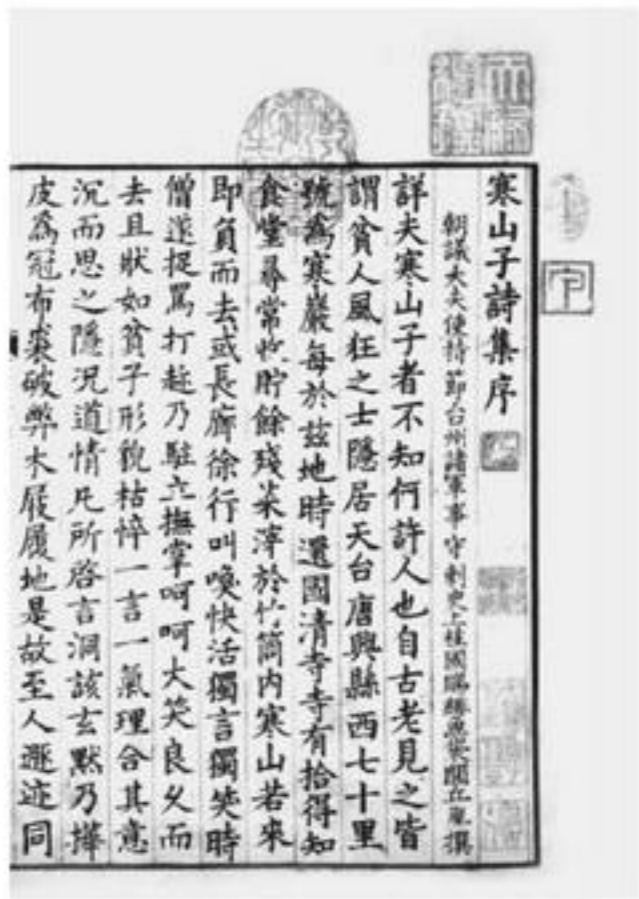 寒山子詩集序
朝議大夫使持節台州諸軍事守刺史上柱國賜緋魚袋閭丘胤撰
詳夫寒山子者不知何許人也自古老見之皆
謂貧人風狂之士隱居天台唐興縣西七十里
號為寒巖每於茲地時還國清寺寺有拾得知
食堂尋常收貯餘殘菜滓於竹筒内寒山若來
即負而去或長廊徐行叫喚快活獨言獨笑時
僧遂捉罵打趂乃駐立撫掌呵呵大笑良久而
去且狀如貧子形貌枯悴一言一氣理合其意
沉而思之隱況道情凡所啓言洞該玄默乃樺
皮為冠布裘破弊木屐履地是故至人遯迹同